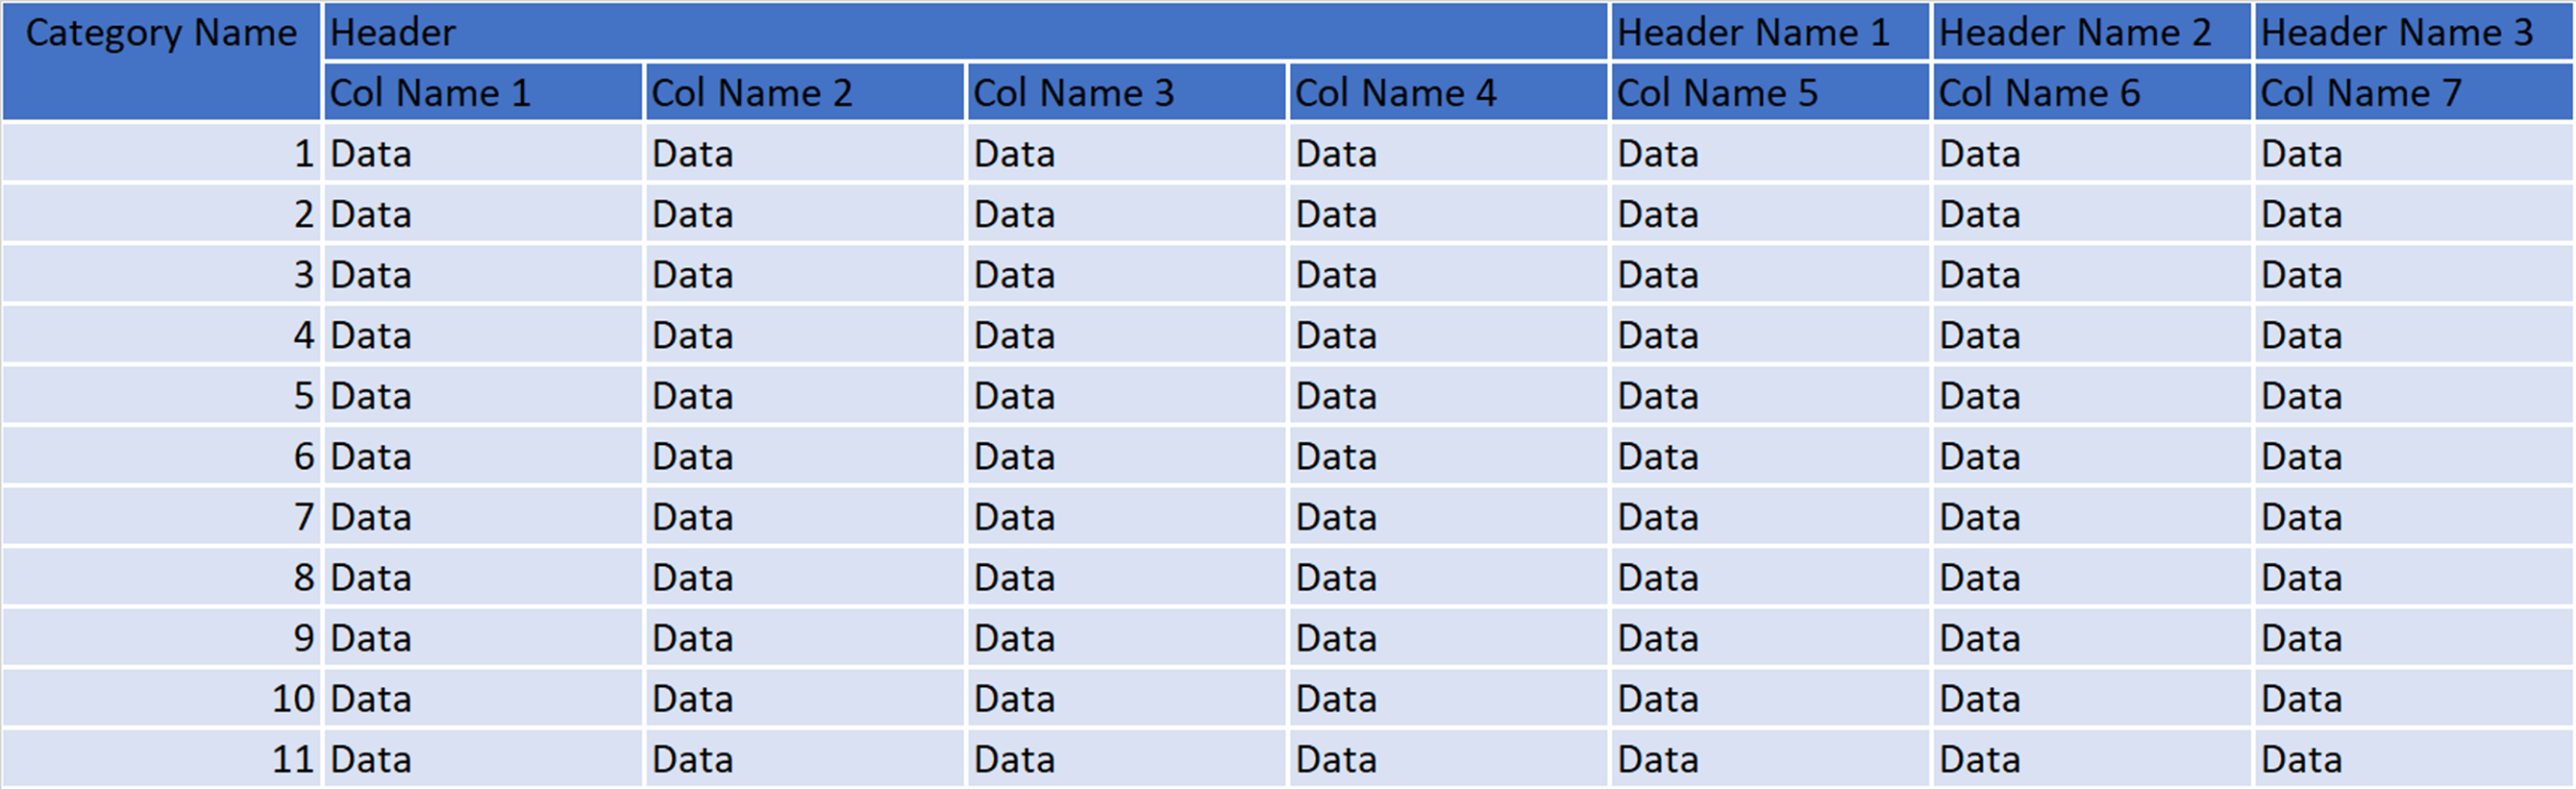 Category Name Header Header Name 1 Header Name 2 Header Name 3
Col Name 1 Col Name 2 Col Name 3 Col Name 4 Col Name 5 Col Name 6 Col Name 7
1 Data Data Data Data Data Data Data
2 Data Data Data Data Data Data Data
3 Data Data Data Data Data Data Data
4 Data Data Data Data Data Data Data
5 Data Data Data Data Data Data Data
6 Data Data Data Data Data Data Data
7 Data Data Data Data Data Data Data
8 Data Data Data Data Data Data Data
9 Data Data Data Data Data Data Data
10 Data Data Data Data Data Data Data
11 Data Data Data Data Data Data Data